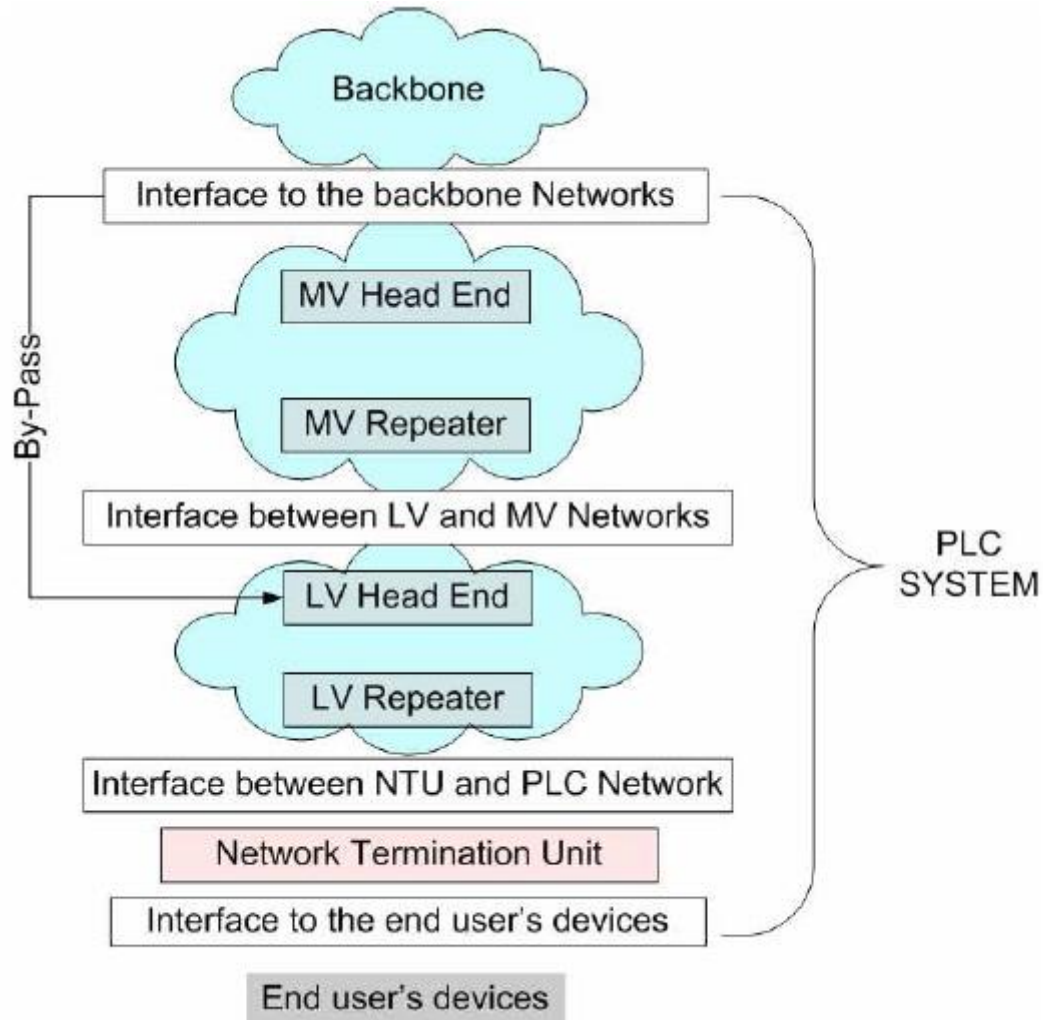 Backbone
Interface to the backbone Networks
MV Head End
By-Pass
MV Repeater
Interface between LV and MV Networks
PLC
SYSTEM
LV Head End
LV Repeater
Interface between NTU and PLC Network
Network Termination Unit
Interface to the end user's devices
End user's devices